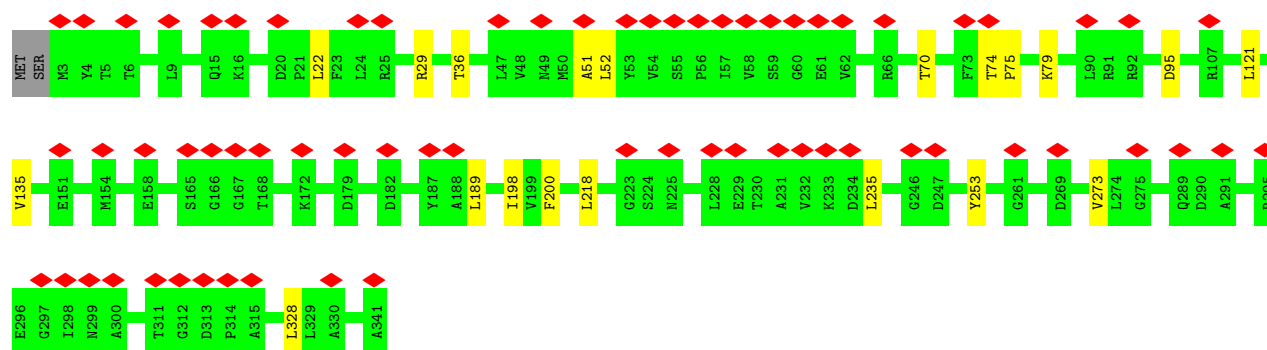 MET SER M3 Y4 T5 T6 L9 Q15 K16 D20 P21 L22 F23 L24 R25 R29 T36 L47 V48 N49 M50 A51 L52 Y53 V54 S55 P56 I57 V58 S59 G60 E61 V62 R66 T70 F73 T74 P75 K79 L90 R91 R92 D95 R107 L121
V135 E151 M154 E158 S165 G166 G167 T168 K172 D179 D182 Y187 A188 L189 I198 V199 F200 L218 G223 S224 N225 L228 E229 T230 A231 V232 K233 D234 L235 G246 D247 Y253 G261 D269 V273 L274 G275 Q289 D290 A291
E296 G297 I298 N299 A300 T311 G312 D313 P314 A315 L328 L329 A330 A341